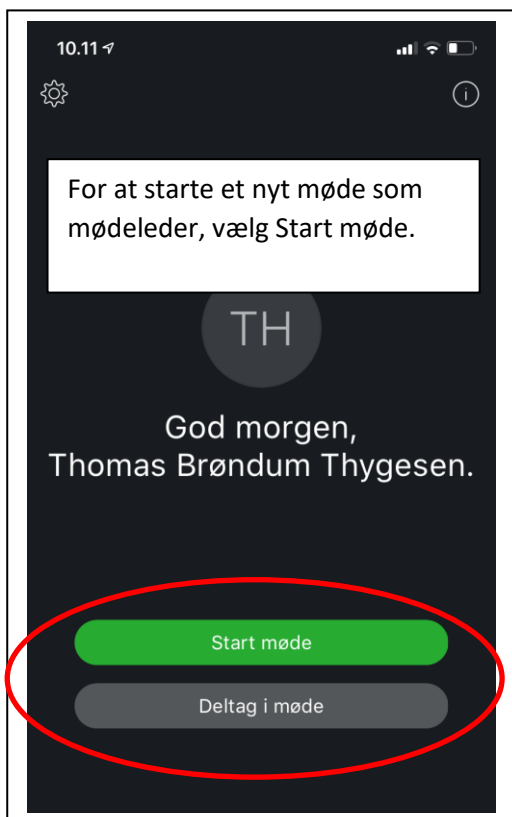 10.11
For at starte et nyt møde som
mødeleder, vælg Start møde.
TH
God morgen,
Thomas Brøndum Thygesen.
Start møde
Deltag i møde